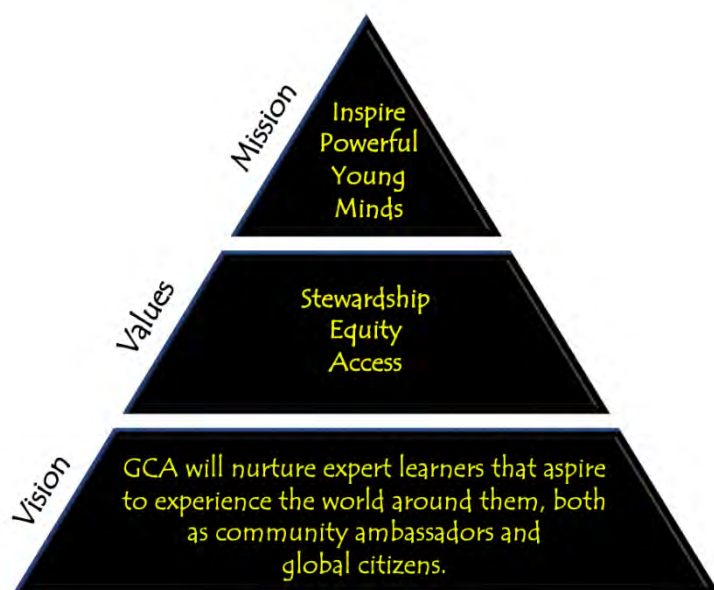 Mission
Inspire
Powerful
Young
Minds
Values
Stewardship
Equity
Access
Vision
GCA will nurture expert learners that aspire
to experience the world around them, both
as community ambassadors and
global citizens.